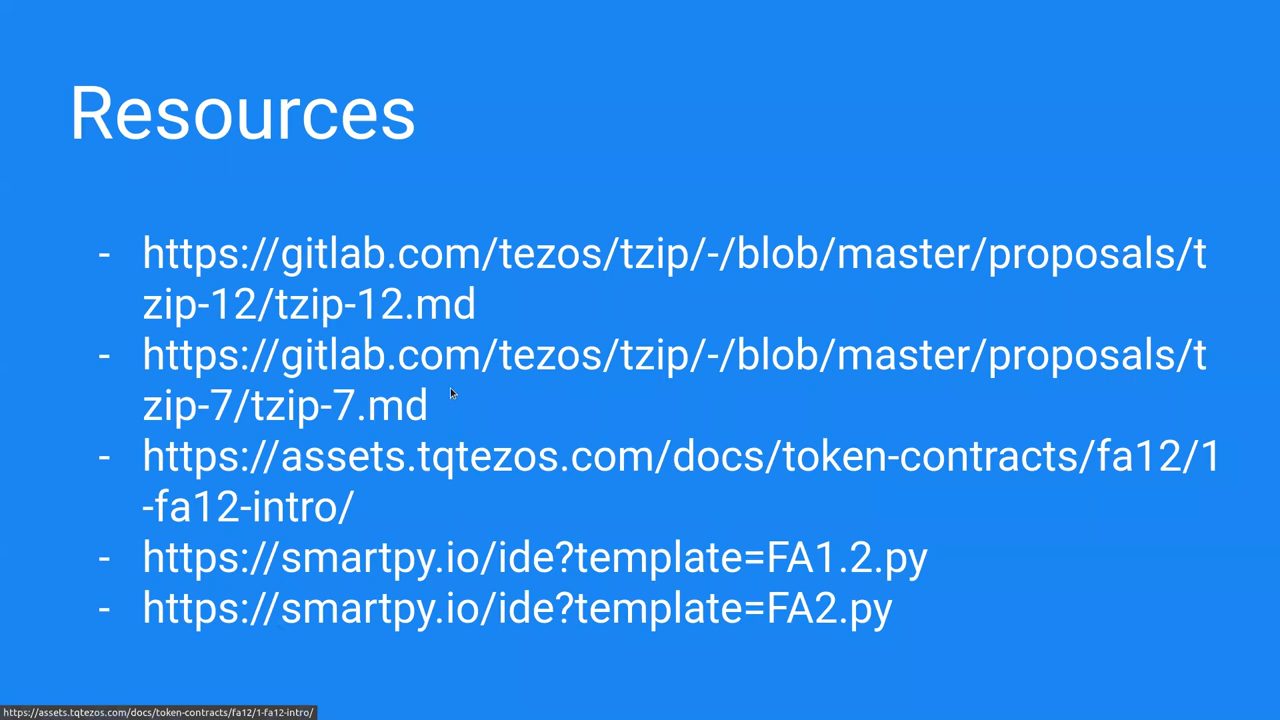 Resources
- https://gitlab.com/tezos/tzip/-/blob/master/proposals/t
zip-12/tzip-12.md
- https://gitlab.com/tezos/tzip/-/blob/master/proposals/t
zip-7/tzip-7.md
- https://assets.tqtezos.com/docs/token-contracts/fa12/1
-fa12-intro/
- https://smartpy.io/ide?template=FA1.2.py
- https://smartpy.io/ide?template=FA2.py
https://assets.tqtezos.com/docs/token-contracts/fa12/1-fa12-intro/